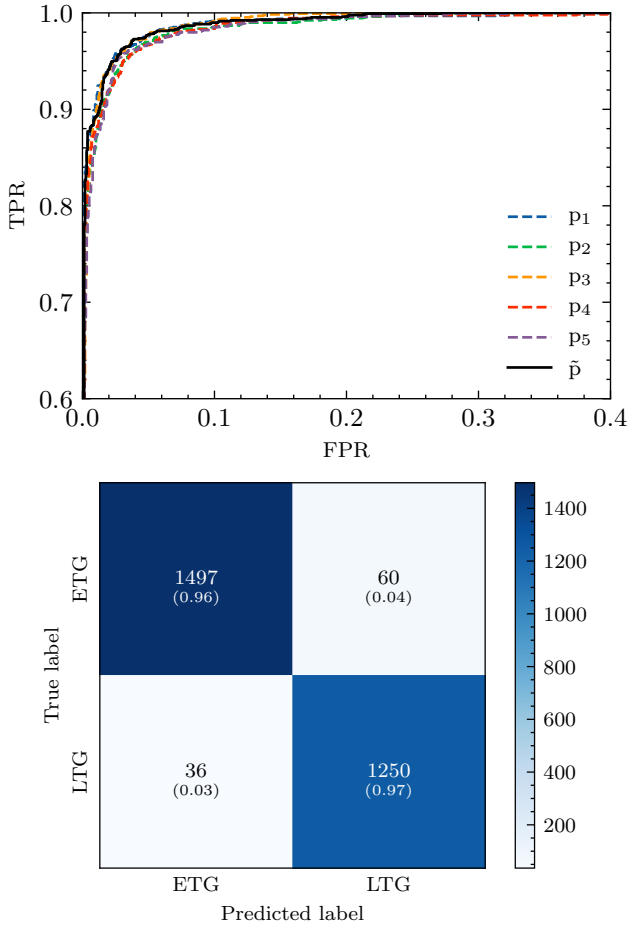 1.0
0.9
0.8
0.7
0.6
TPR
p₁
p₂
p₃
p₄
p₅
p̃
0.0 0.1 0.2 0.3 0.4
FPR
ETG
LTG
True label
1497 60
(0.96) (0.04)
36 1250
(0.03) (0.97)
ETG LTG
Predicted label
1400
1200
1000
800
600
400
200